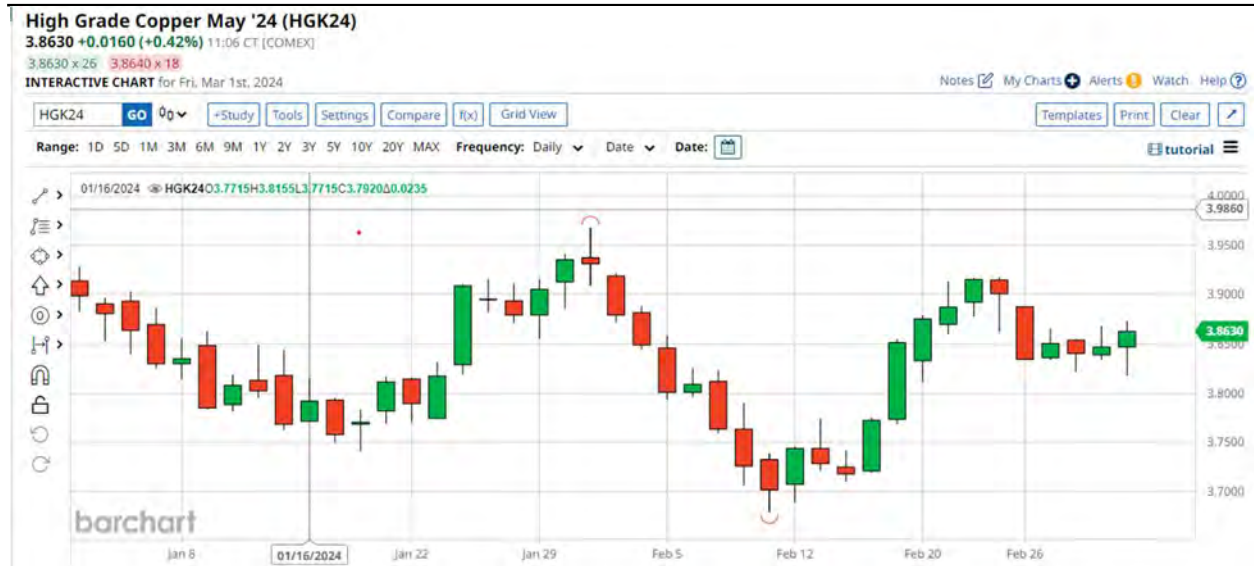 High Grade Copper May '24 (HGK24)
3.8630 +0.0160 (+0.42%) 11:06 CT [COMEX]
3.8630 x 26 3.8640 x 18
INTERACTIVE CHART for Fri, Mar 1st, 2024
Notes My Charts Alerts Watch Help
HGK24 GO +Study Tools Settings Compare f(x) Grid View Templates Print Clear
Range: 1D 5D 1M 3M 6M 9M 1Y 2Y 3Y 5Y 10Y 20Y MAX Frequency: Daily Date Date: tutorial
01/16/2024 HGK24O3.7715H3.8155L3.7715C3.7920Δ0.0235
4.0000
3.9860
3.9500
3.9000
3.8630
3.8500
3.8000
3.7500
3.7000
barchart
Jan 8 01/16/2024 Jan 22 Jan 29 Feb 5 Feb 12 Feb 20 Feb 26